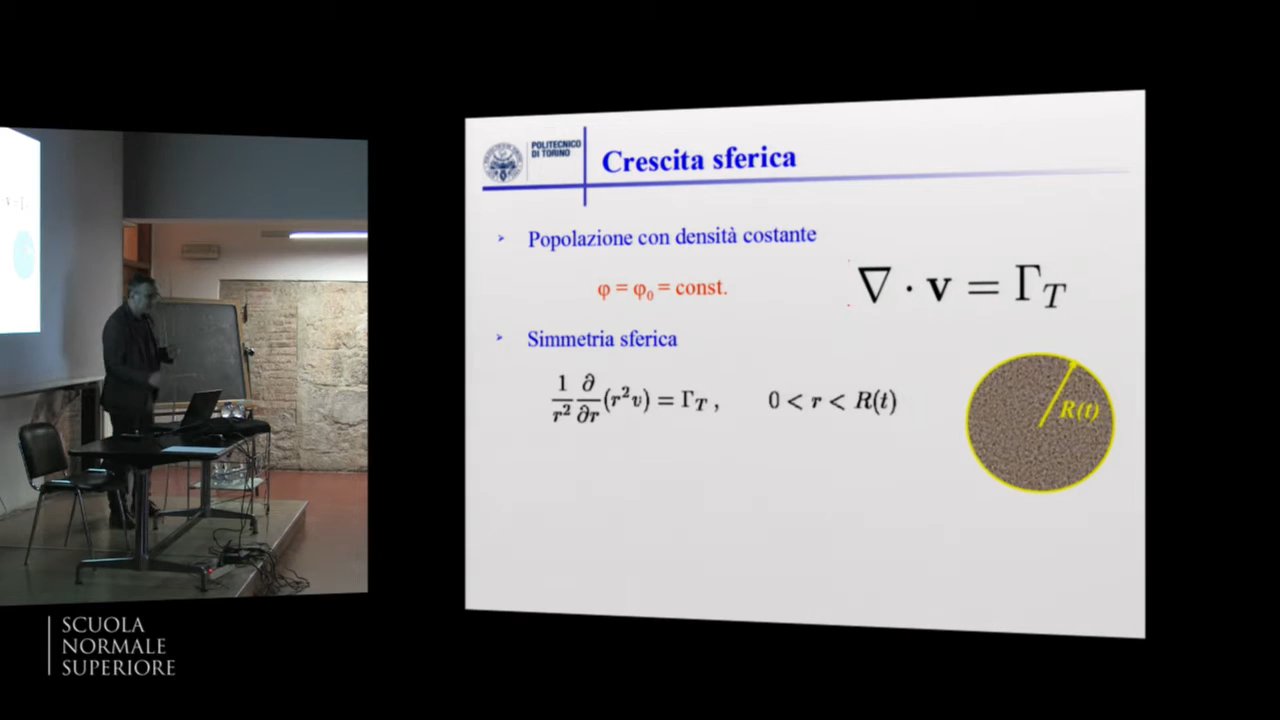 POLITECNICO
DI TORINO
Crescita sferica
➢ Popolazione con densità costante
φ = φ₀ = const.
∇ · v = Γ_T
➢ Simmetria sferica
1/r² ∂/∂r (r²v) = Γ_T , 0 < r < R(t)
R(t)
SCUOLA
NORMALE
SUPERIORE